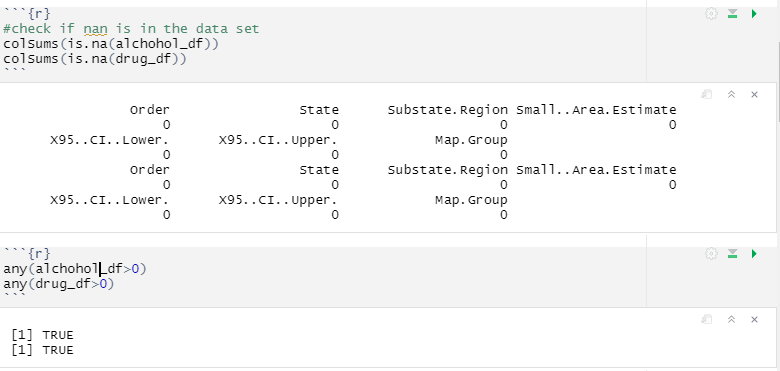 ```{r}
#check if nan is in the data set
colSums(is.na(alchohol_df))
colSums(is.na(drug_df))
```
Order State Substate.Region Small..Area.Estimate
0 0 0 0
X95..CI..Lower. X95..CI..Upper. Map.Group
0 0 0
Order State Substate.Region Small..Area.Estimate
0 0 0 0
X95..CI..Lower. X95..CI..Upper. Map.Group
0 0 0
```{r}
any(alchohol_df>0)
any(drug_df>0)
```
[1] TRUE
[1] TRUE